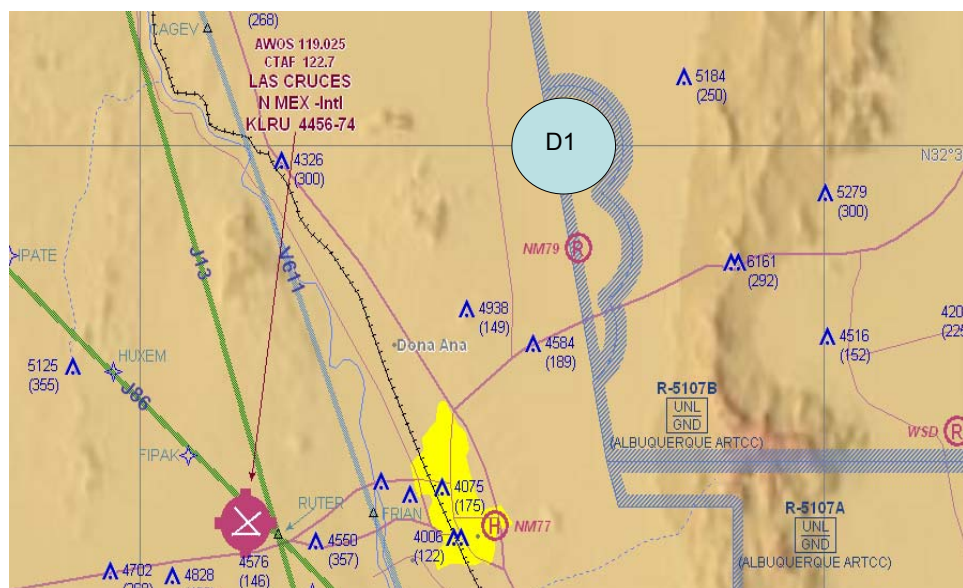 (268)
CAGEV
AWOS 119.025
CTAF 122.7
LAS CRUCES
N MEX -Intl
KLRU 4456-74
5184
(250)
D1
N32°3
4326
(300)
5279
(300)
IPATE
J13
V611
NM79
R
6161
(292)
4938
(149)
Dona Ana
4584
(189)
420
(225
4516
(152)
5125
(355)
HUXEM
J86
R-5107B
UNL
GND
(ALBUQUERQUE ARTCC)
WSD
R
FIPAK
4075
(175)
RUTER
FRIAN
H
NM77
R-5107A
UNL
GND
(ALBUQUERQUE ARTCC)
4550
(357)
4006
(122)
4576
(146)
4702
4828